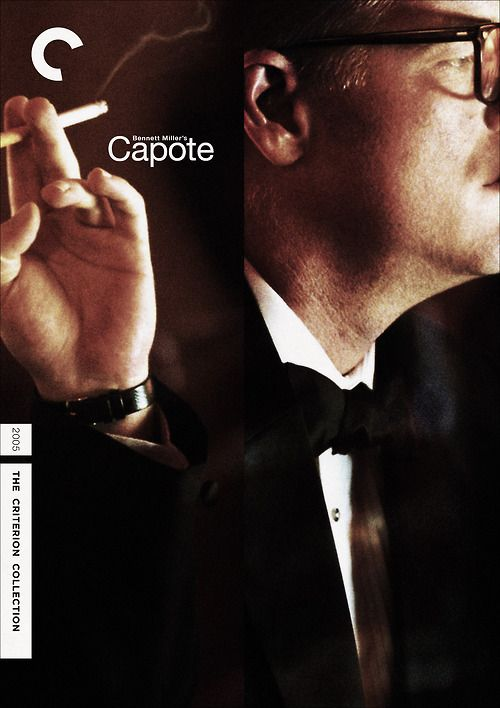 Bennett Miller's
Capote
2005
THE CRITERION COLLECTION